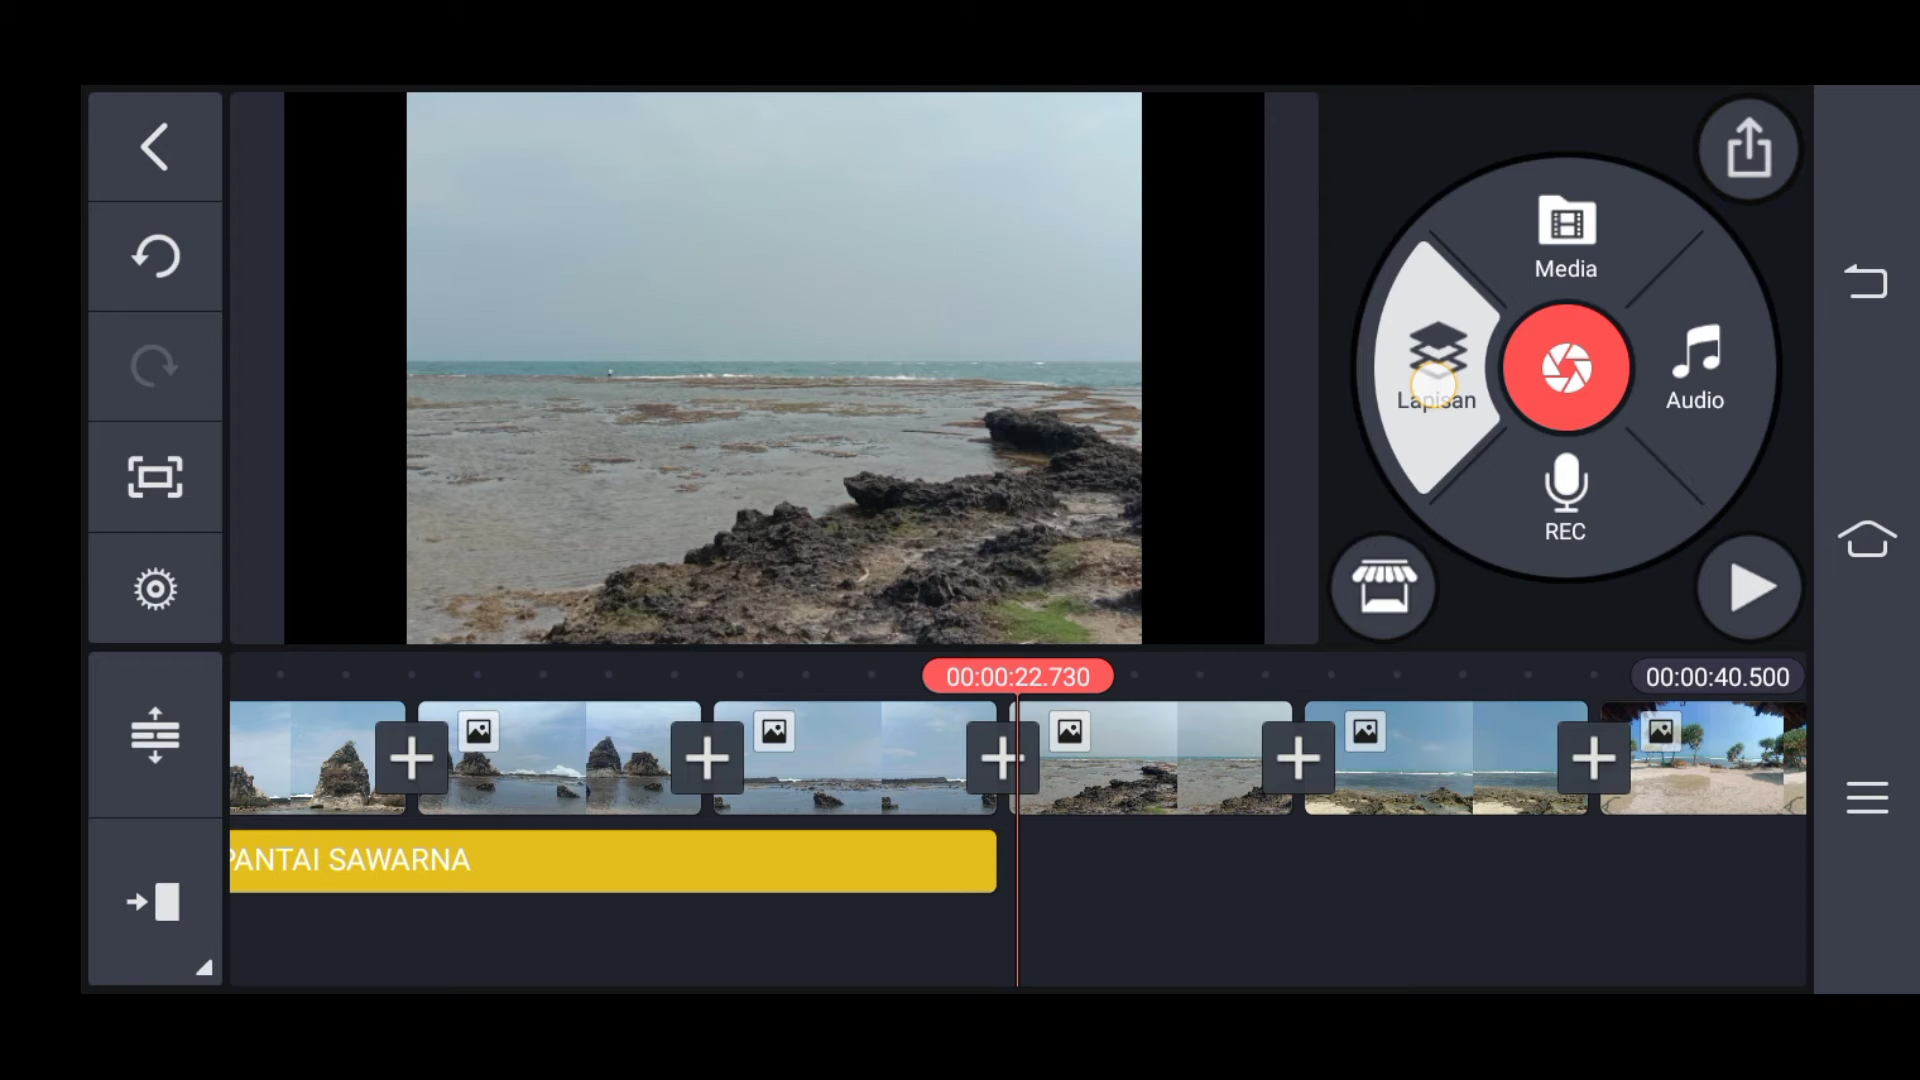 Media
Lapisan
Audio
REC
00:00:22.730
00:00:40.500
PANTAI SAWARNA